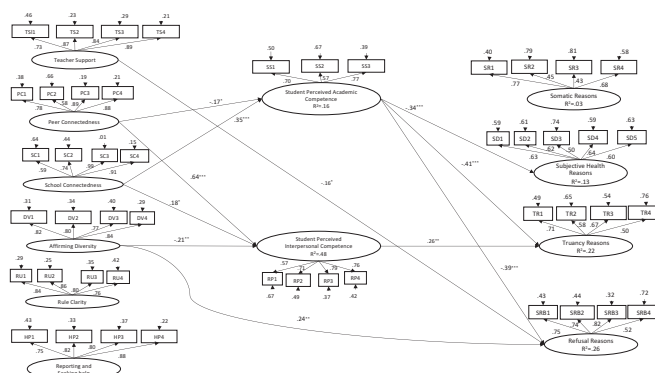 .46 .23 .29 .21
TSI1 TS2 TS3 TS4
.73 .87 .84 .89
Teacher Support
.38 .66 .19 .21
PC1 PC2 PC3 PC4
.78 .58 .89 .88
Peer Connectedness
.64 .44 .01 .15
SC1 SC2 SC3 SC4
.59 .74 .99 .91
School Connectedness
.31 .34 .40 .29
DV1 DV2 DV3 DV4
.82 .80 .77 .84
Affirming Diversity
.29 .25 .35 .42
RU1 RU2 RU3 RU4
.84 .86 .80 .76
Rule Clarity
.43 .33 .37 .22
HP1 HP2 HP3 HP4
.75 .82 .80 .88
Reporting and
.50 .67 .39
SS1 SS2 SS3
.70 .57 .77
Student Perceived Academic
Competence
R²=.16
-.17*
.35***
.64***
.18*
-.21**
.24**
Student Perceived
Interpersonal Competence
R²=.48
.57 .71 .79 .76
RP1 RP2 RP3 RP4
.67 .49 .37 .42
-.34***
-.41***
-.16*
.26**
-.39***
.40 .79 .81 .58
SR1 SR2 SR3 SR4
.77 .45 .43 .68
Somatic Reasons
R²=.03
.59 .61 .74 .59 .63
SD1 SD2 SD3 SD4 SD5
.63 .62 .50 .64 .60
Subjective Health
Reasons
R²=.13
.49 .65 .54 .76
TR1 TR2 TR3 TR4
.71 .58 .67 .50
Truancy Reasons
R²=.22
.43 .44 .32 .72
SRB1 SRB2 SRB3 SRB4
.75 .74 .82 .52
Refusal Reasons
R²=.26